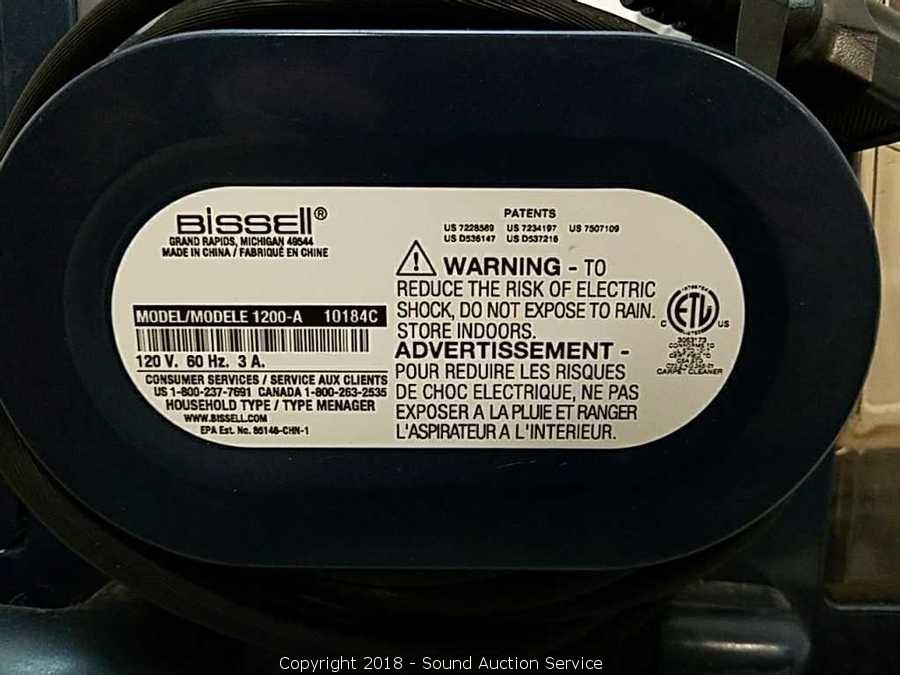 BISSELL®
GRAND RAPIDS, MICHIGAN 49544
MADE IN CHINA / FABRIQUÉ EN CHINE
MODEL/MODELE 1200-A 10184C
120 V. 60 Hz. 3 A.
CONSUMER SERVICES / SERVICE AUX CLIENTS
US 1-800-237-7691 CANADA 1-800-263-2535
HOUSEHOLD TYPE / TYPE MENAGER
WWW.BISSELL.COM
EPA Est. No. 86146-CHN-1
PATENTS
US 7228589 US 7234197 US 7507109
US D536147 US D537216
WARNING - TO
REDUCE THE RISK OF ELECTRIC
SHOCK, DO NOT EXPOSE TO RAIN.
STORE INDOORS.
ADVERTISSEMENT -
POUR REDUIRE LES RISQUES
DE CHOC ELECTRIQUE, NE PAS
EXPOSER A LA PLUIE ET RANGER
L'ASPIRATEUR A L'INTERIEUR.
ETL
C US
CONFORMS TO
CARPET CLEANER
Copyright 2018 - Sound Auction Service